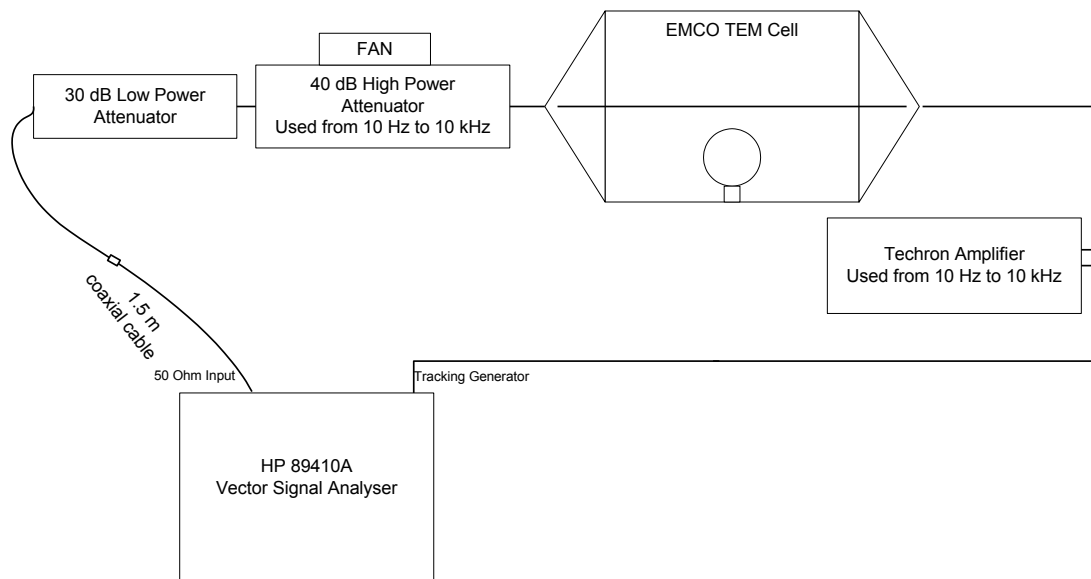 FAN
EMCO TEM Cell
30 dB Low Power
Attenuator
40 dB High Power
Attenuator
Used from 10 Hz to 10 kHz
Techron Amplifier
Used from 10 Hz to 10 kHz
1.5 m
coaxial cable
50 Ohm Input
Tracking Generator
HP 89410A
Vector Signal Analyser